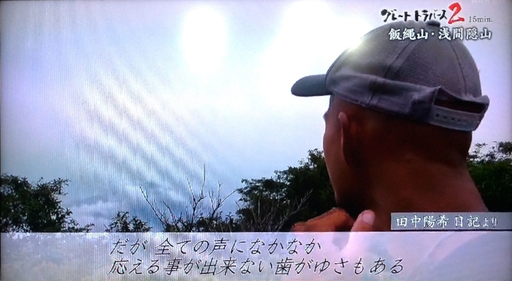 グレートトラバース2 15min.
飯縄山・浅間隠山
田中陽希 日記より
だが 全ての声になかなか
応える事が出来ない歯がゆさもある